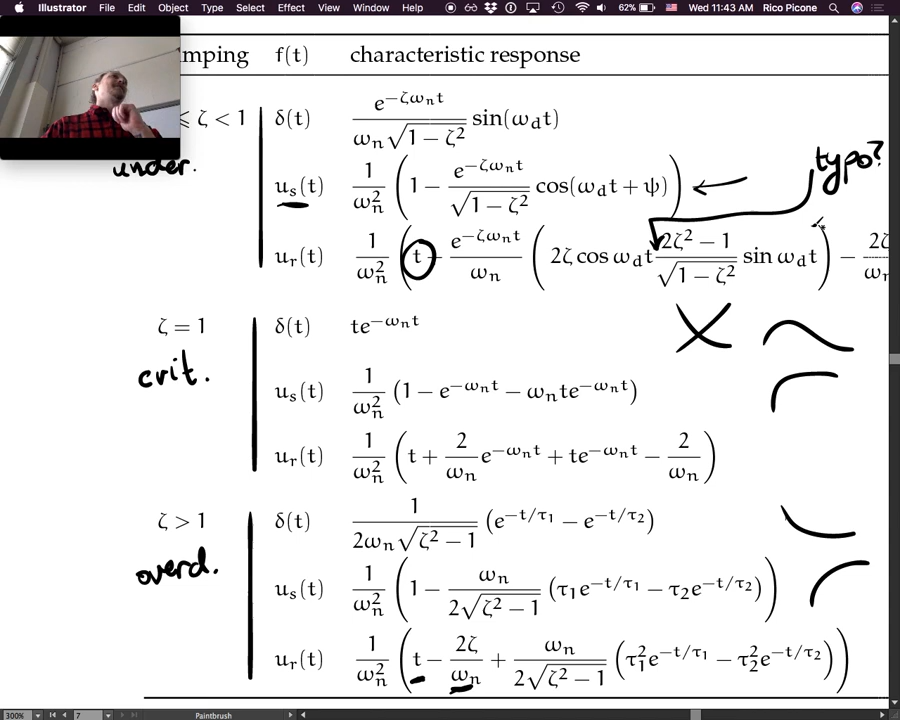 Illustrator File Edit Object Type Select Effect View Window Help 62% Wed 11:43 AM Rico Picone
mping f(t) characteristic response
⩽ ζ < 1 δ(t) e^{−ζω_n t} / (ω_n √(1 − ζ²)) sin(ω_d t)
under. typo?
u_s(t) 1/ω_n² (1 − e^{−ζω_n t} / √(1 − ζ²) cos(ω_d t + ψ))
u_r(t) 1/ω_n² (t + e^{−ζω_n t} / ω_n (2ζ cos ω_d t (2ζ² − 1) / √(1 − ζ²) sin ω_d t) − 2ζ/ω_n
ζ = 1 δ(t) te^{−ω_n t}
crit.
u_s(t) 1/ω_n² (1 − e^{−ω_n t} − ω_n te^{−ω_n t})
u_r(t) 1/ω_n² (t + 2/ω_n e^{−ω_n t} + te^{−ω_n t} − 2/ω_n)
ζ > 1 δ(t) 1 / (2ω_n √(ζ² − 1)) (e^{−t/τ_1} − e^{−t/τ_2})
overd.
u_s(t) 1/ω_n² (1 − ω_n / (2√(ζ² − 1)) (τ_1 e^{−t/τ_1} − τ_2 e^{−t/τ_2}))
u_r(t) 1/ω_n² (t − 2ζ/ω_n + ω_n / (2√(ζ² − 1)) (τ_1² e^{−t/τ_1} − τ_2² e^{−t/τ_2}))
300% 7 Paintbrush